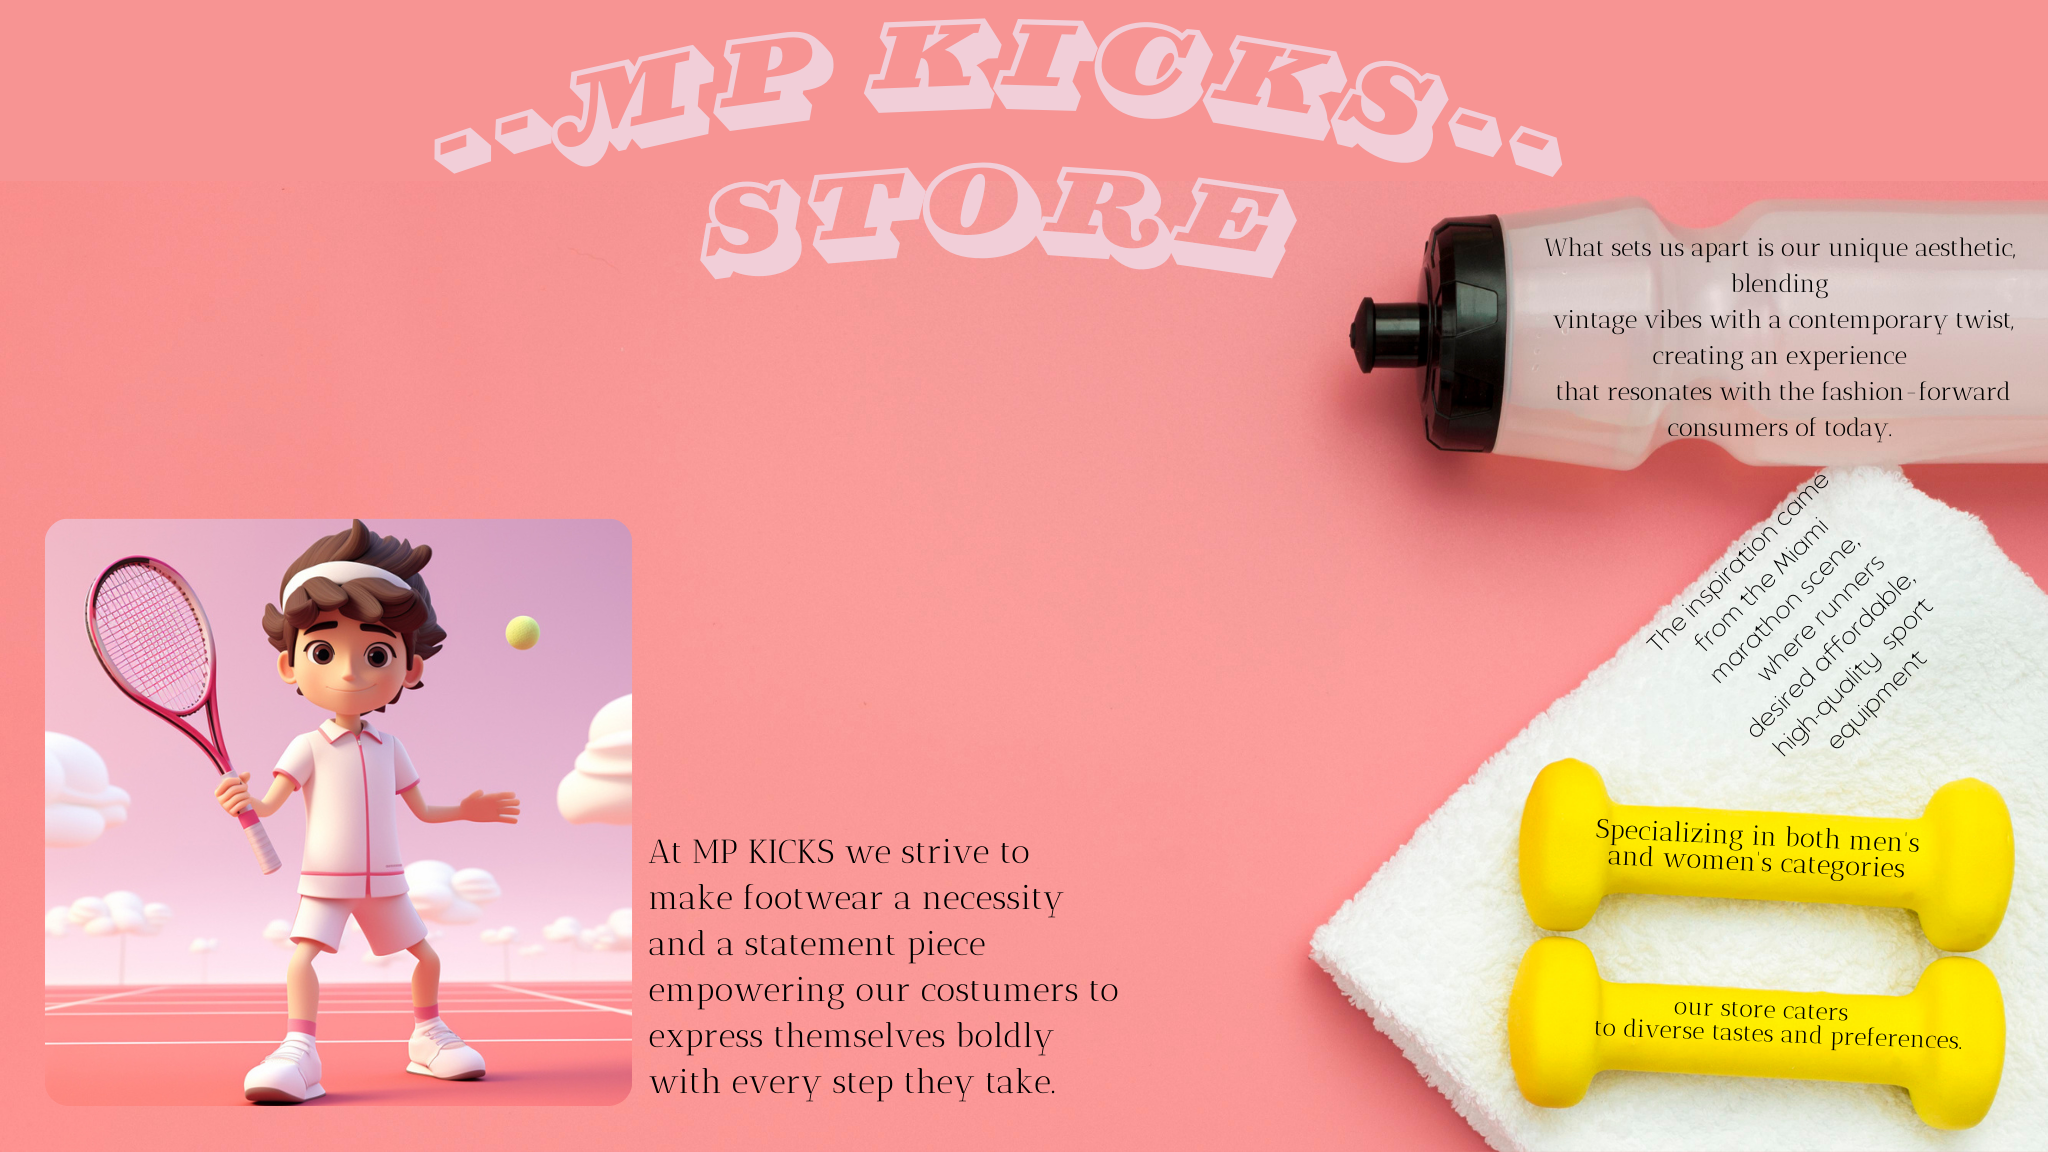 --MP KICKS--
STORE
What sets us apart is our unique aesthetic,
blending
vintage vibes with a contemporary twist,
creating an experience
that resonates with the fashion-forward
consumers of today.
The inspiration came
from the Miami
marathon scene,
where runners
desired affordable,
high-quality sport
equipment
Specializing in both men's
and women's categories
our store caters
to diverse tastes and preferences.
At MP KICKS we strive to
make footwear a necessity
and a statement piece
empowering our costumers to
express themselves boldly
with every step they take.